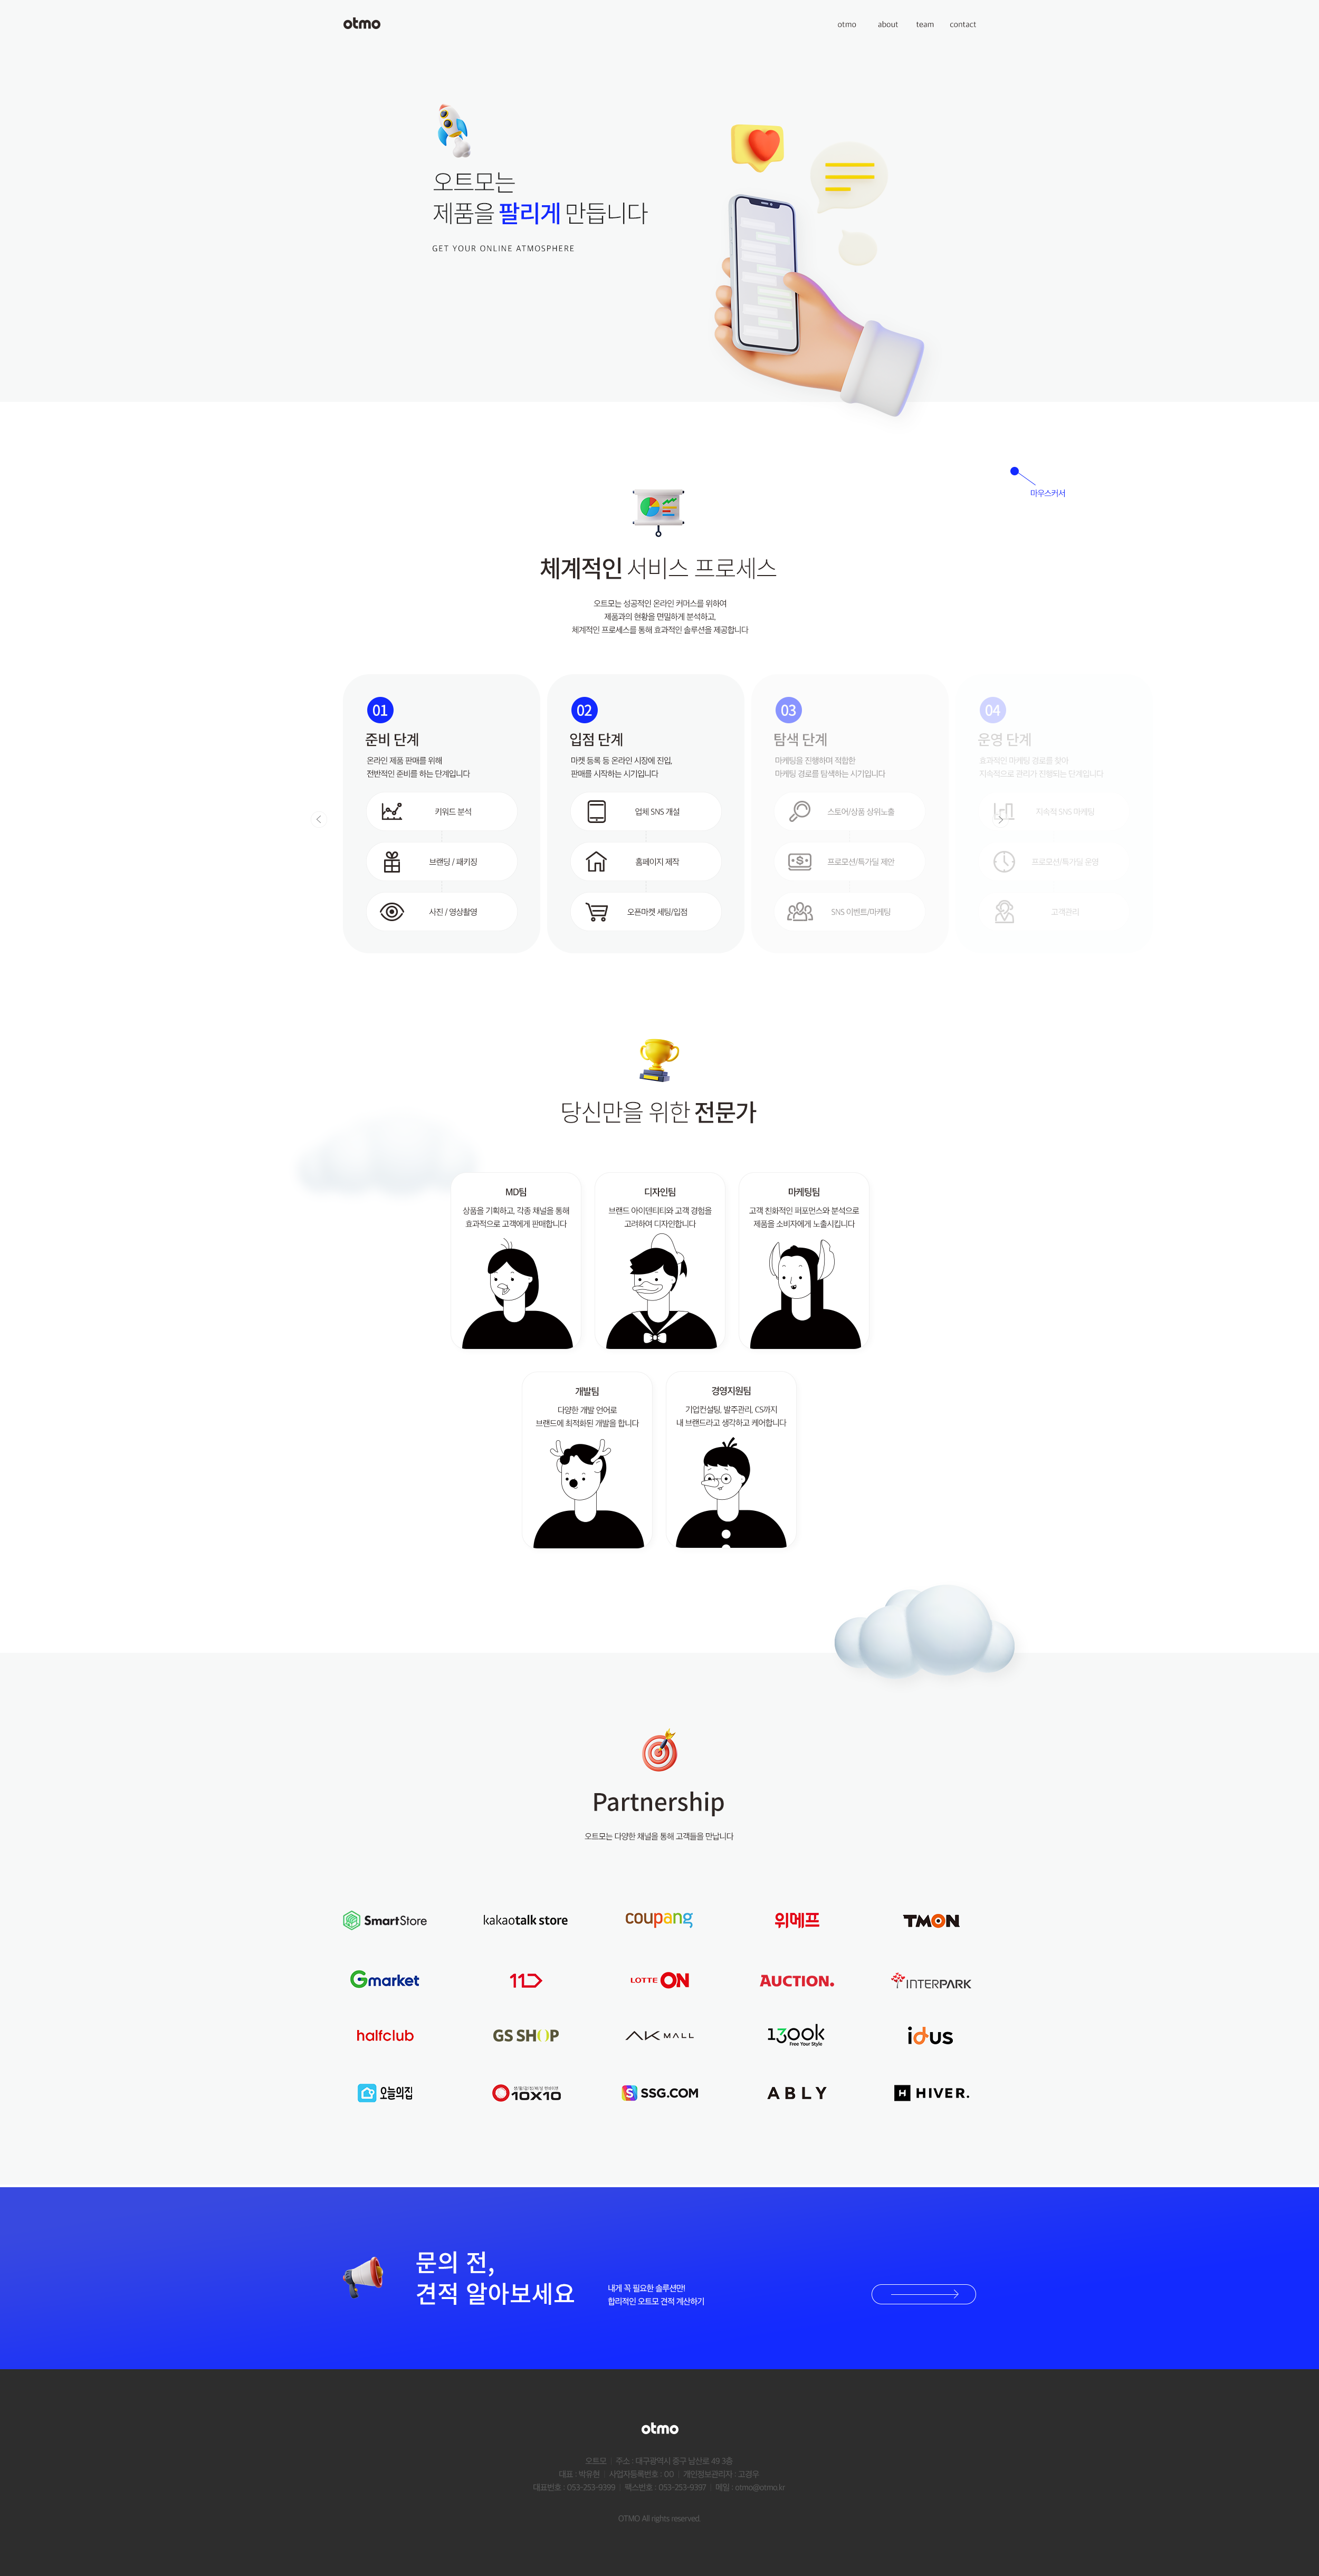 otmo
otmo about team contact
오트모는
제품을 팔리게 만듭니다
GET YOUR ONLINE ATMOSPHERE
마우스커서
체계적인 서비스 프로세스
오트모는 성공적인 온라인 커머스를 위하여
제품과의 현황을 면밀하게 분석하고,
체계적인 프로세스를 통해 효과적인 솔루션을 제공합니다
01
준비 단계
온라인 제품 판매를 위해
전반적인 준비를 하는 단계입니다
키워드 분석
브랜딩 / 패키징
사진 / 영상촬영
02
입점 단계
마켓 등록 등 온라인 시장에 진입,
판매를 시작하는 시기입니다
업체 SNS 개설
홈페이지 제작
오픈마켓 세팅/입점
03
탐색 단계
마케팅을 진행하며 적합한
마케팅 경로를 탐색하는 시기입니다
스토어/상품 상위노출
프로모션/특가딜 제안
SNS 이벤트/마케팅
04
운영 단계
효과적인 마케팅 경로를 찾아
지속적으로 관리가 진행되는 단계입니다
지속적 SNS 마케팅
프로모션/특가딜 운영
고객관리
당신만을 위한 전문가
MD팀
상품을 기획하고, 각종 채널을 통해
효과적으로 고객에게 판매합니다
디자인팀
브랜드 아이덴티티와 고객 경험을
고려하여 디자인합니다
마케팅팀
고객 친화적인 퍼포먼스와 분석으로
제품을 소비자에게 노출시킵니다
개발팀
다양한 개발 언어로
브랜드에 최적화된 개발을 합니다
경영지원팀
기업컨설팅, 발주관리, CS까지
내 브랜드라고 생각하고 케어합니다
Partnership
오트모는 다양한 채널을 통해 고객들을 만납니다
SmartStore
kakaotalk store
coupang
위메프
TMON
Gmarket
11
LOTTE ON
AUCTION.
INTERPARK
halfclub
GS SHOP
AK MALL
1300k
Free Your Style
idus
오늘의집
10X10
SSG.COM
ABLY
H HIVER.
문의 전,
견적 알아보세요
내게 꼭 필요한 솔루션만!
합리적인 오트모 견적 계산하기
otmo
오트모 | 주소 : 대구광역시 중구 남산로 49 3층
대표 : 박우현 | 사업자등록번호 : 00 | 개인정보관리자 : 고경우
대표번호 : 053-253-9399 | 팩스번호 : 053-253-9397 | 메일 : otmo@otmo.kr
OTMO All rights reserved.